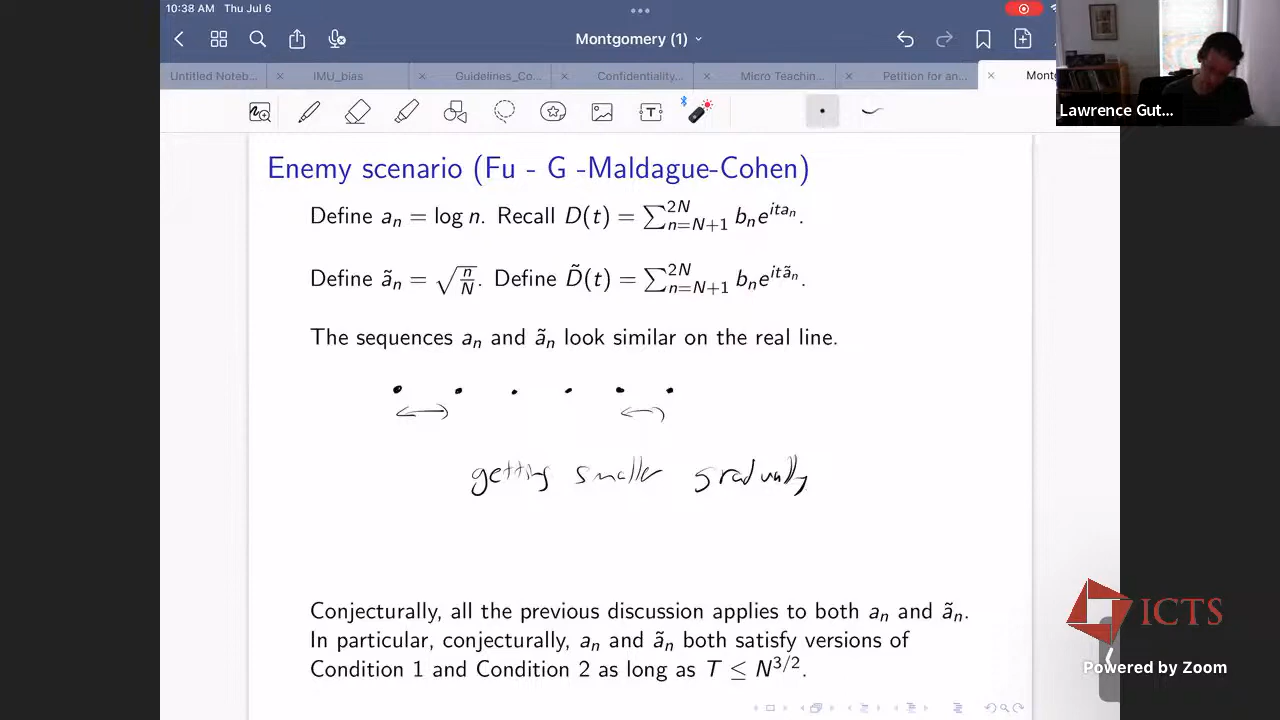 10:38 AM Thu Jul 6
Montgomery (1)
Untitled Noteb...
IMU_bias
Guidelines_Co...
Confidentiality...
Micro Teachin...
Petition for an...
Mont
Lawrence Gut...
Enemy scenario (Fu - G -Maldague-Cohen)
Define aₙ = log n. Recall D(t) = ∑_{n=N+1}^{2N} bₙe^{itaₙ}.
Define ãₙ = √(n/N). Define D̃(t) = ∑_{n=N+1}^{2N} bₙe^{itãₙ}.
The sequences aₙ and ãₙ look similar on the real line.
getting smaller gradually
Conjecturally, all the previous discussion applies to both aₙ and ãₙ.
In particular, conjecturally, aₙ and ãₙ both satisfy versions of
Condition 1 and Condition 2 as long as T ≤ N^{3/2}.
ICTS
Powered by Zoom